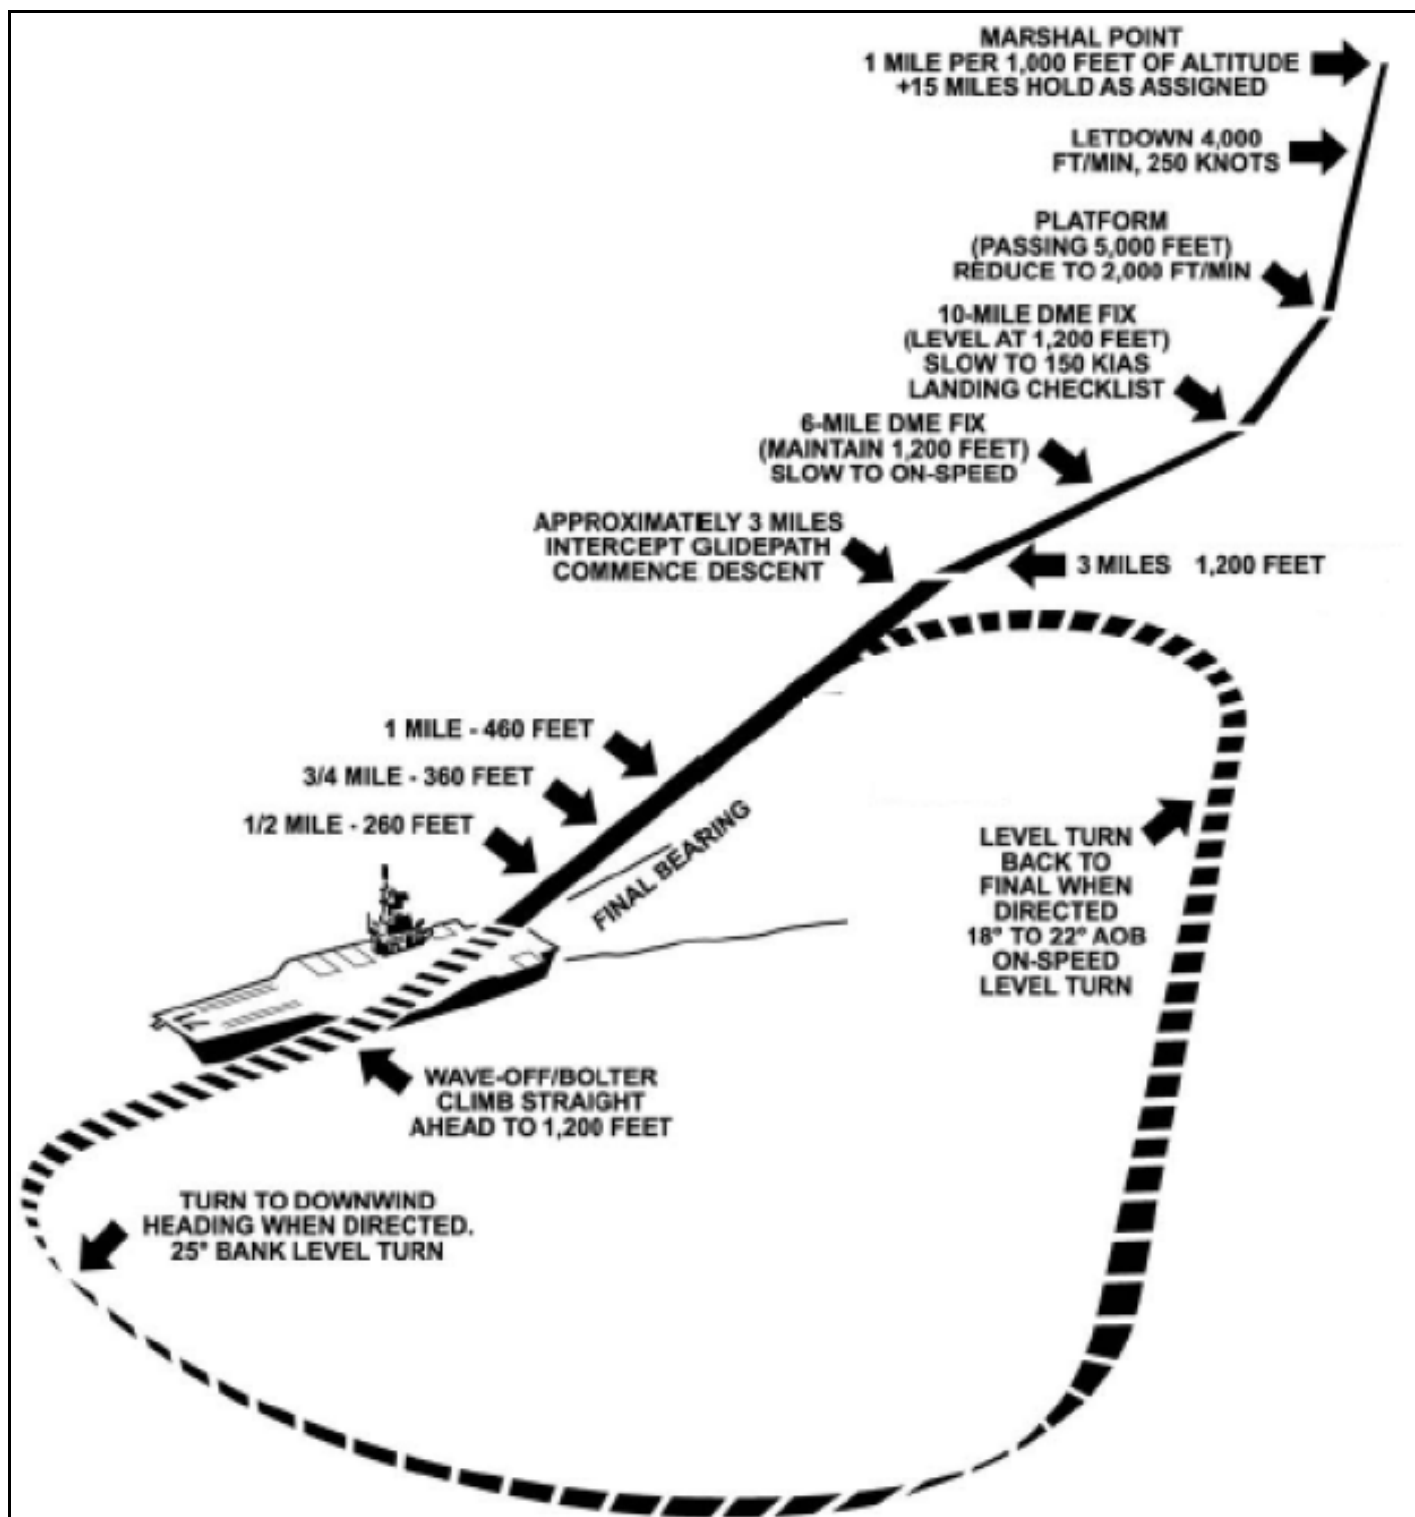 MARSHAL POINT
1 MILE PER 1,000 FEET OF ALTITUDE
+15 MILES HOLD AS ASSIGNED
LETDOWN 4,000
FT/MIN, 250 KNOTS
PLATFORM
(PASSING 5,000 FEET)
REDUCE TO 2,000 FT/MIN
10-MILE DME FIX
(LEVEL AT 1,200 FEET)
SLOW TO 150 KIAS
LANDING CHECKLIST
6-MILE DME FIX
(MAINTAIN 1,200 FEET)
SLOW TO ON-SPEED
APPROXIMATELY 3 MILES
INTERCEPT GLIDEPATH
COMMENCE DESCENT
3 MILES 1,200 FEET
1 MILE - 460 FEET
3/4 MILE - 360 FEET
1/2 MILE - 260 FEET
FINAL BEARING
LEVEL TURN
BACK TO
FINAL WHEN
DIRECTED
18° TO 22° AOB
ON-SPEED
LEVEL TURN
WAVE-OFF/BOLTER
CLIMB STRAIGHT
AHEAD TO 1,200 FEET
TURN TO DOWNWIND
HEADING WHEN DIRECTED.
25° BANK LEVEL TURN